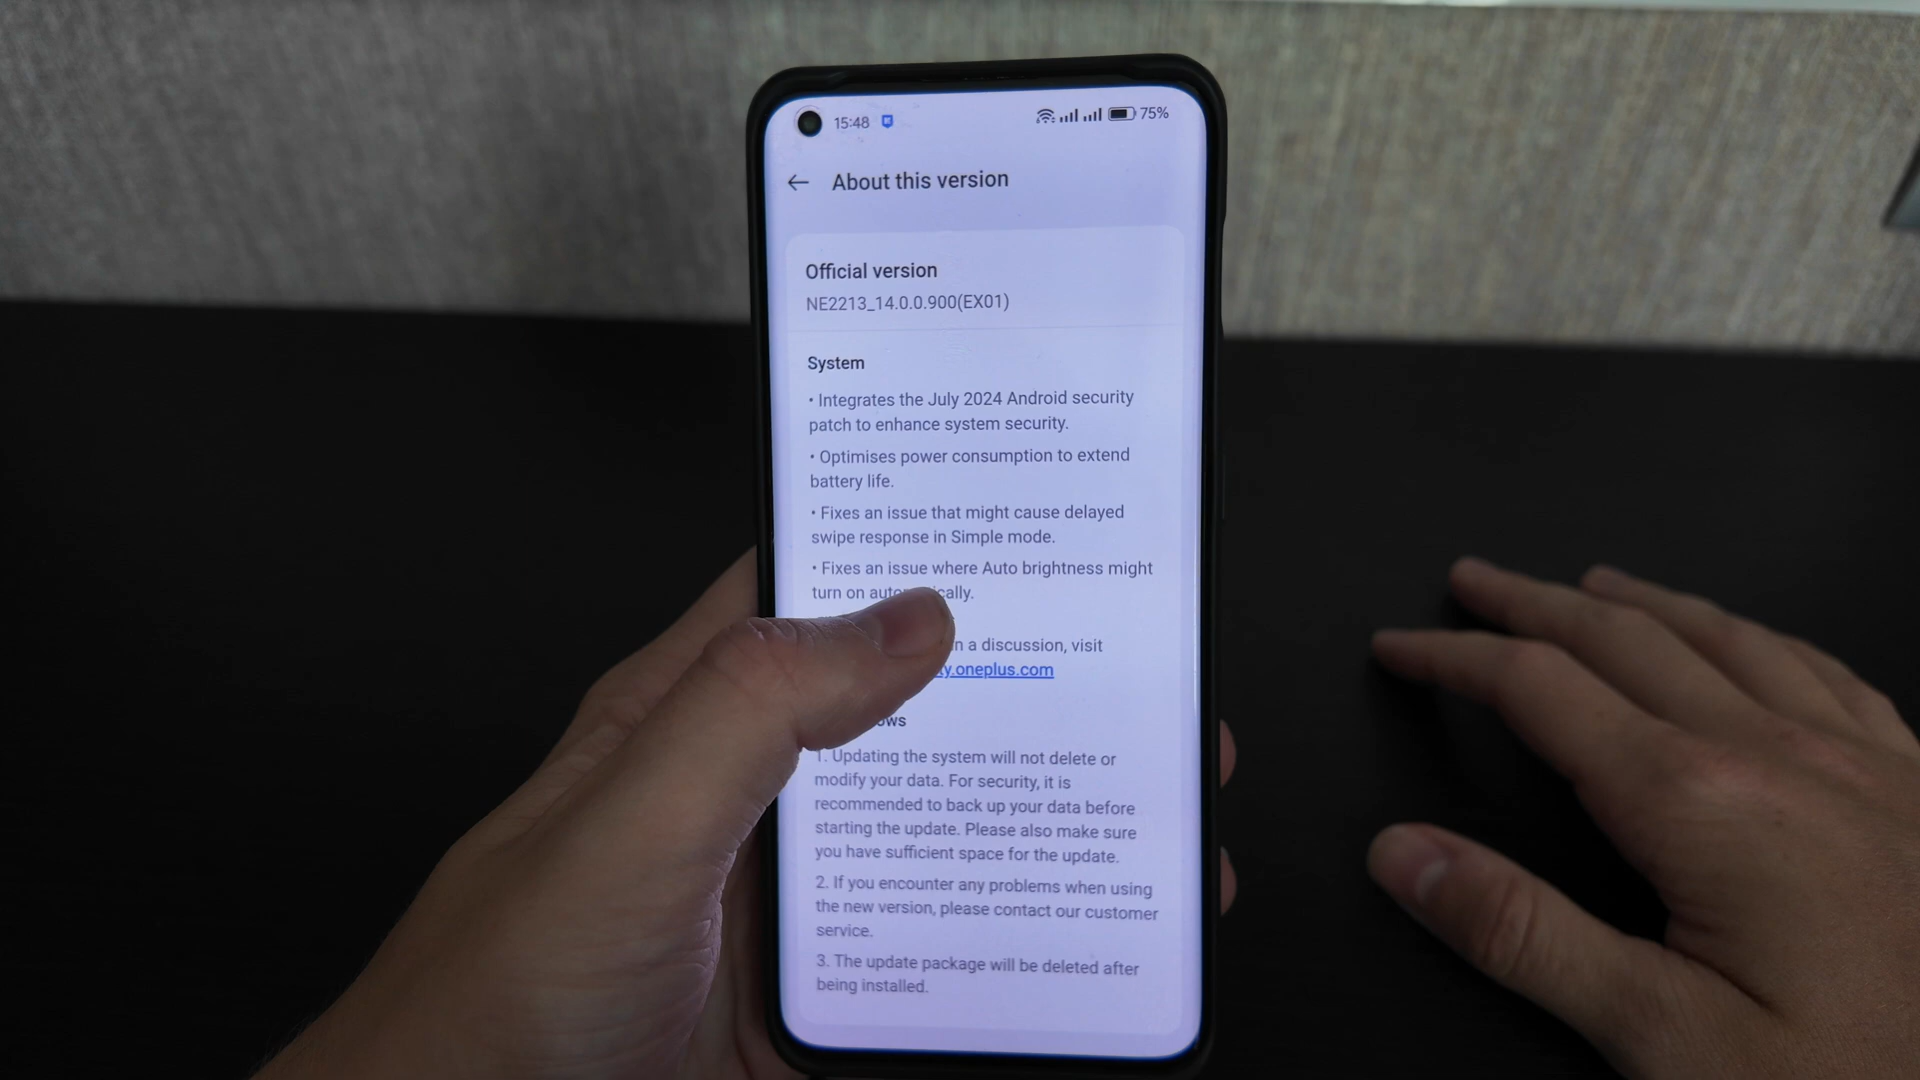 15:48
75%
About this version
Official version
NE2213_14.0.0.900(EX01)
System
• Integrates the July 2024 Android security
patch to enhance system security.
• Optimises power consumption to extend
battery life.
• Fixes an issue that might cause delayed
swipe response in Simple mode.
• Fixes an issue where Auto brightness might
turn on
a discussion, visit
1. Updating the system will not delete or
modify your data. For security, it is
recommended to back up your data before
starting the update. Please also make sure
you have sufficient space for the update.
2. If you encounter any problems when using
the new version, please contact our customer
service.
3. The update package will be deleted after
being installed.